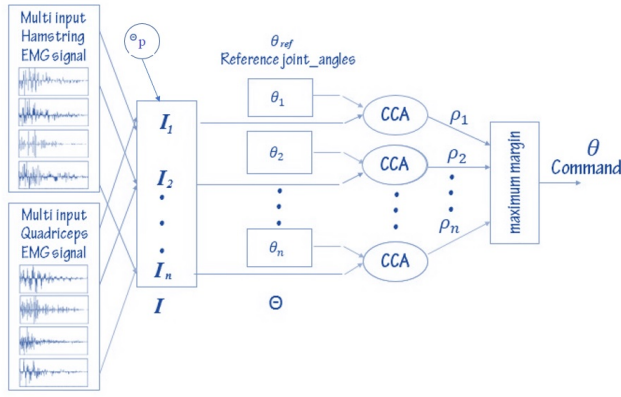 Multi input
Hamstring
EMG signal
Θp
θref
Reference joint_angles
I1
I2
In
I
Multi input
Quadriceps
EMG signal
θ1
θ2
θn
Θ
CCA
CCA
CCA
ρ1
ρ2
ρn
maximum margin
θ
Command